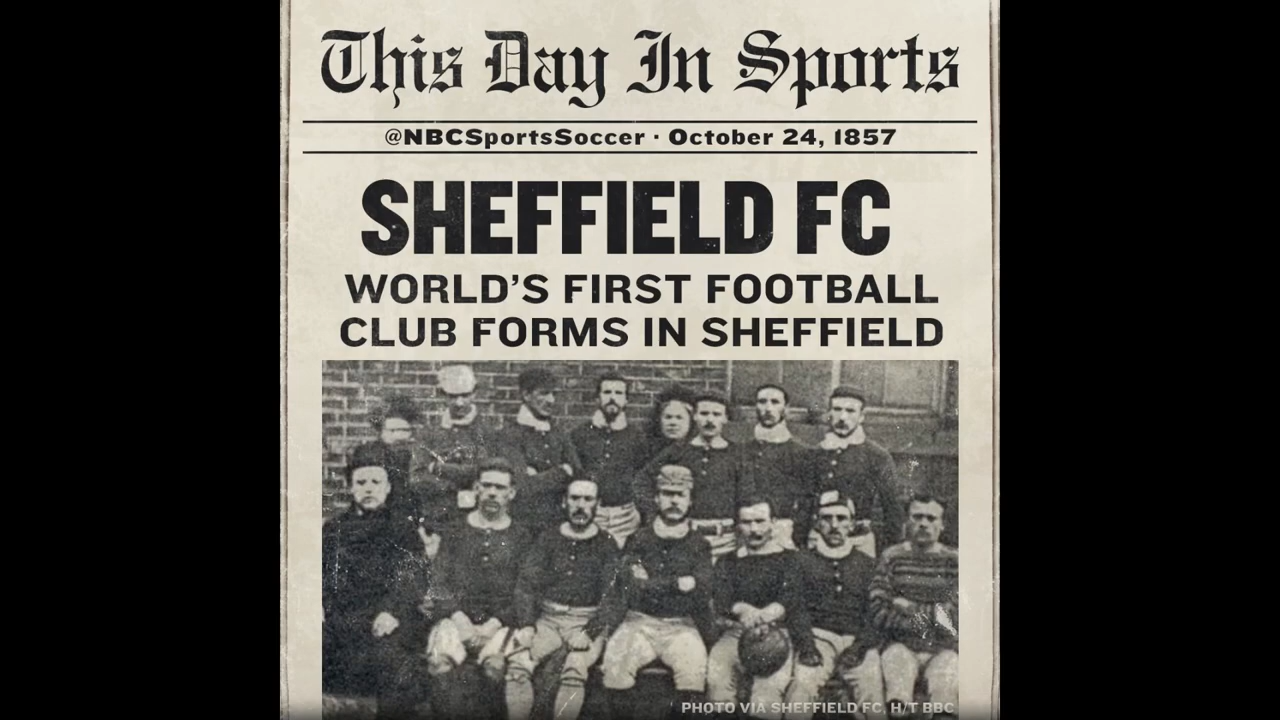 This Day In Sports
@NBCSportsSoccer · October 24, 1857
SHEFFIELD FC
WORLD'S FIRST FOOTBALL
CLUB FORMS IN SHEFFIELD
PHOTO VIA SHEFFIELD FC, H/T BBC